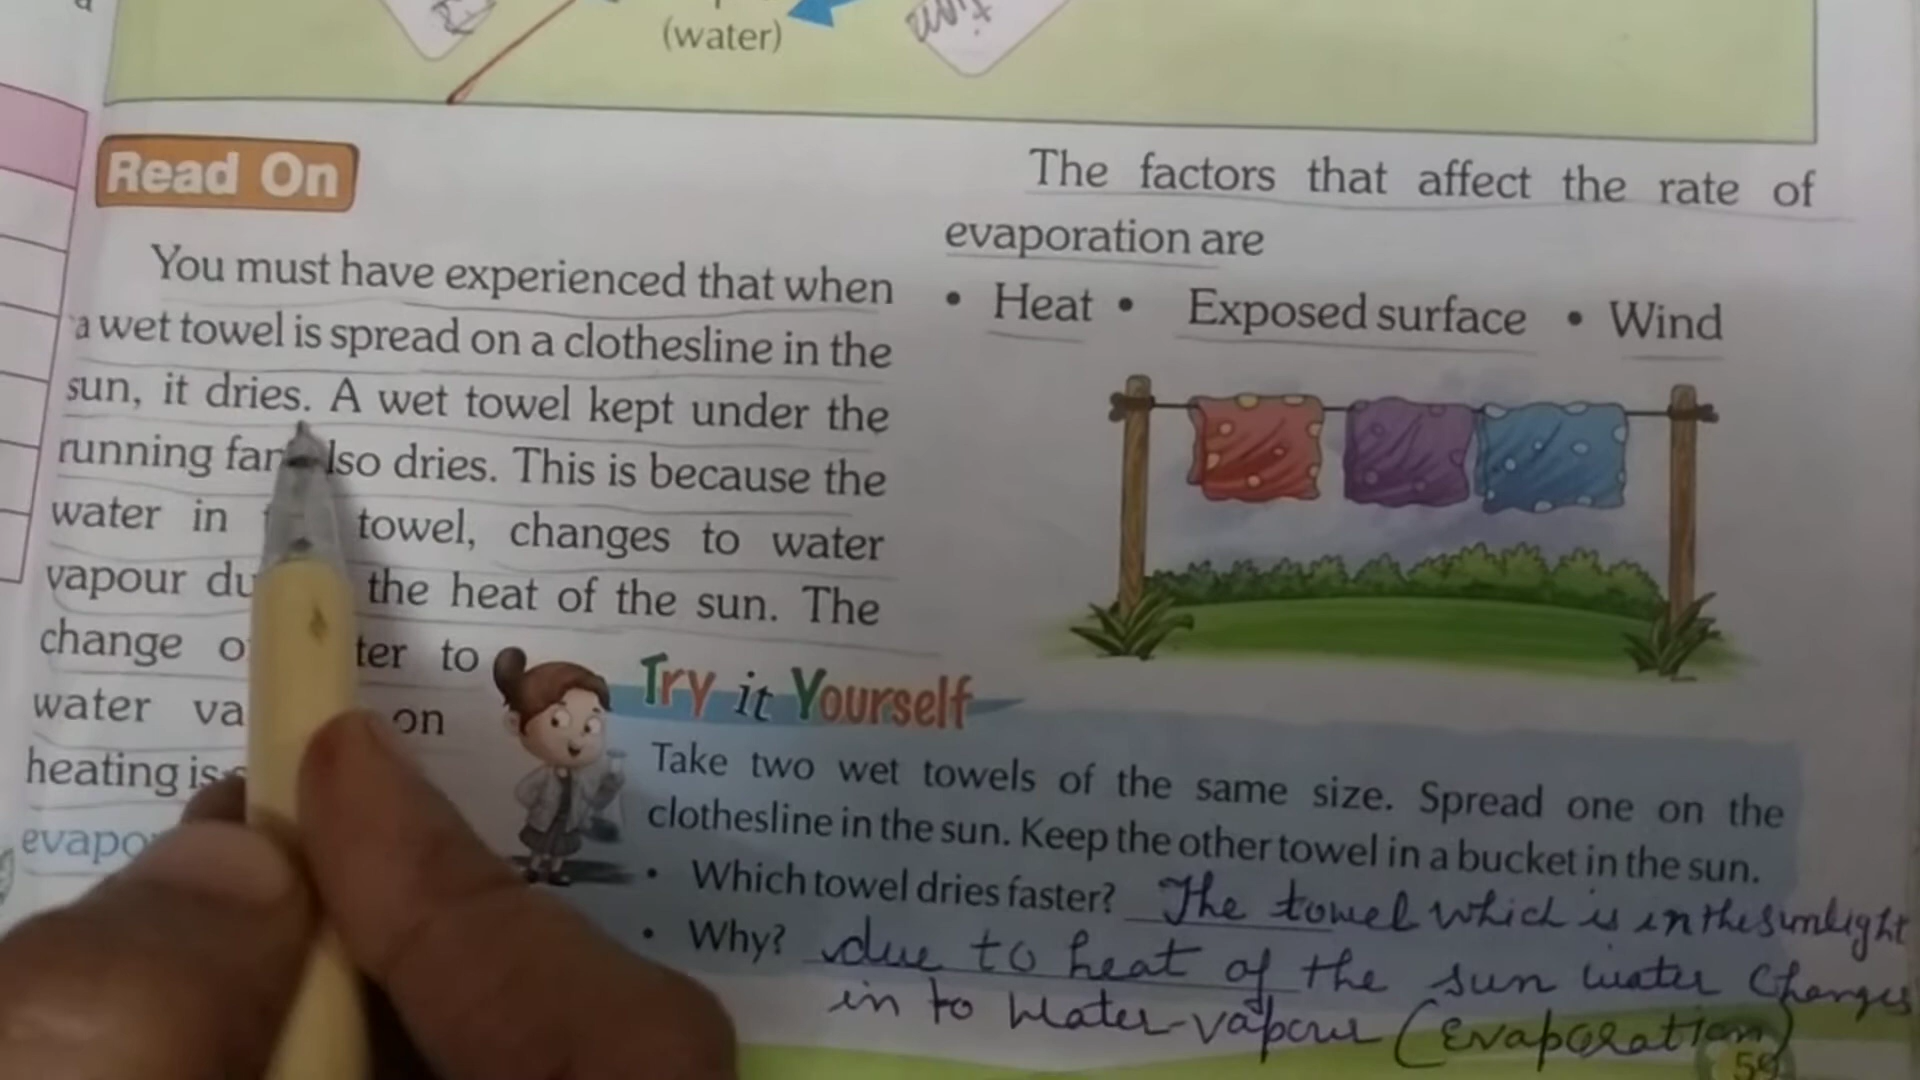 (water)
Read On
You must have experienced that when
a wet towel is spread on a clothesline in the
sun, it dries. A wet towel kept under the
running fan also dries. This is because the
water in towel, changes to water
vapour du the heat of the sun. The
change o ter to
water va on
heating is
evapo
The factors that affect the rate of
evaporation are
• Heat • Exposed surface • Wind
Try it Yourself
Take two wet towels of the same size. Spread one on the
clothesline in the sun. Keep the other towel in a bucket in the sun.
• Which towel dries faster? The towel which is in the sunlight
• Why? due to heat of the sun water changes
in to water vapour (evaporation)
59